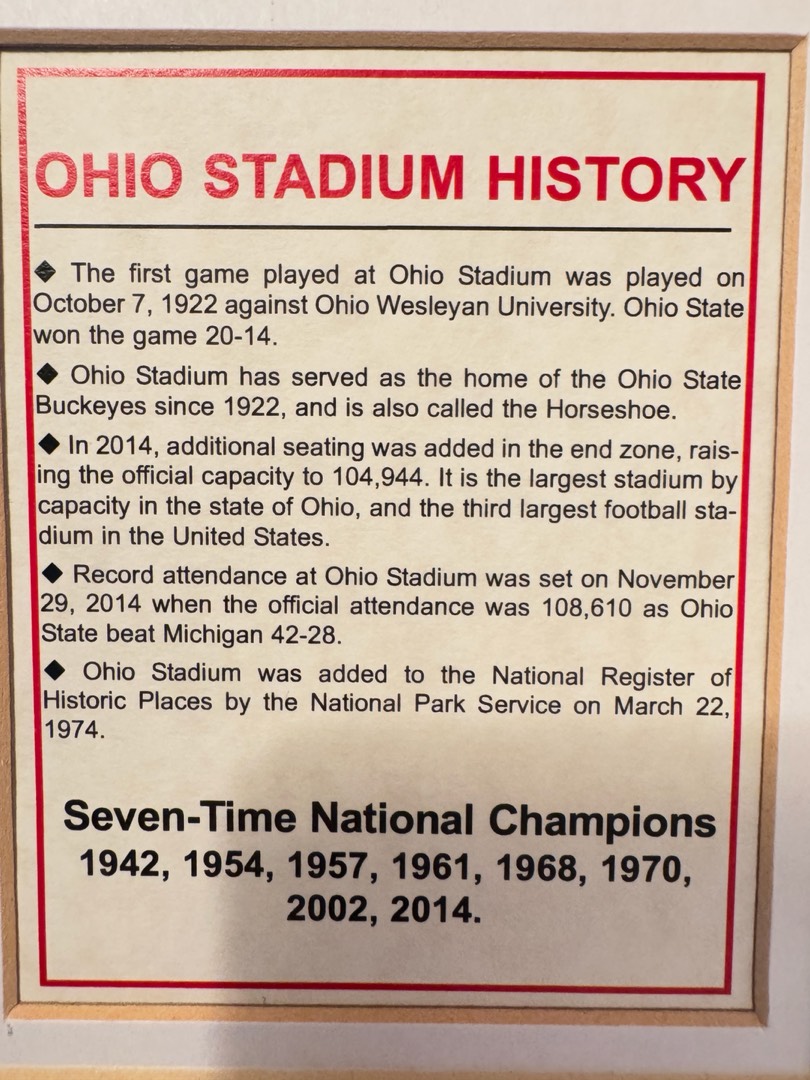 OHIO STADIUM HISTORY
◆ The first game played at Ohio Stadium was played on
October 7, 1922 against Ohio Wesleyan University. Ohio State
won the game 20-14.
◆ Ohio Stadium has served as the home of the Ohio State
Buckeyes since 1922, and is also called the Horseshoe.
◆ In 2014, additional seating was added in the end zone, rais-
ing the official capacity to 104,944. It is the largest stadium by
capacity in the state of Ohio, and the third largest football sta-
dium in the United States.
◆ Record attendance at Ohio Stadium was set on November
29, 2014 when the official attendance was 108,610 as Ohio
State beat Michigan 42-28.
◆ Ohio Stadium was added to the National Register of
Historic Places by the National Park Service on March 22,
1974.
Seven-Time National Champions
1942, 1954, 1957, 1961, 1968, 1970,
2002, 2014.